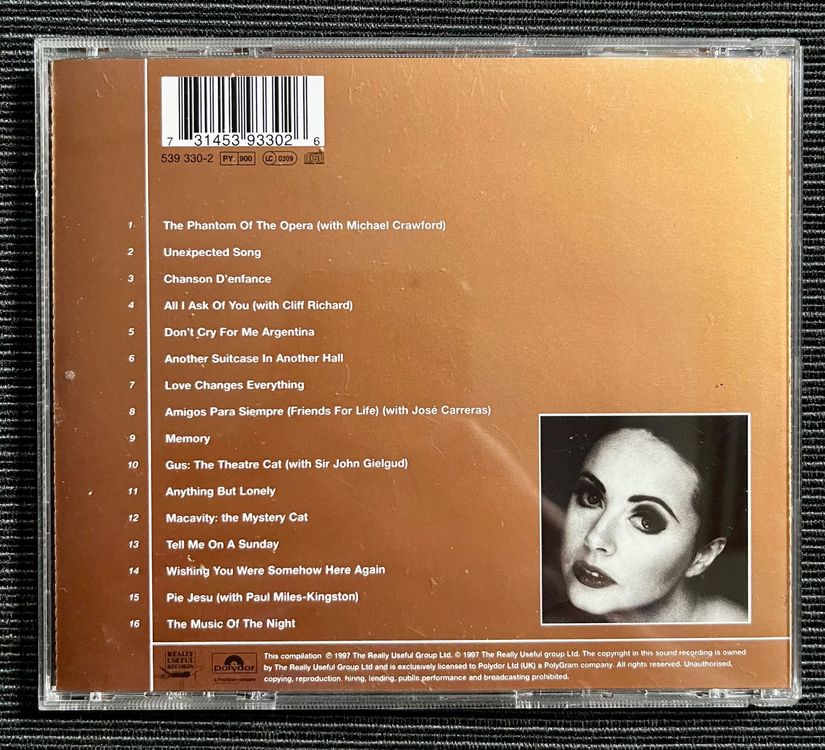 7 31453 93302 6
539 330-2 PY 900 LC 0309
1 The Phantom Of The Opera (with Michael Crawford)
2 Unexpected Song
3 Chanson D'enfance
4 All I Ask Of You (with Cliff Richard)
5 Don't Cry For Me Argentina
6 Another Suitcase In Another Hall
7 Love Changes Everything
8 Amigos Para Siempre (Friends For Life) (with José Carreras)
9 Memory
10 Gus: The Theatre Cat (with Sir John Gielgud)
11 Anything But Lonely
12 Macavity: the Mystery Cat
13 Tell Me On A Sunday
14 Wishing You Were Somehow Here Again
15 Pie Jesu (with Paul Miles-Kingston)
16 The Music Of The Night
REALLY
USEFUL
RECORDS
polydor
a PolyGram company
This compilation ℗ 1997 The Really Useful Group Ltd. © 1997 The Really Useful group Ltd. The copyright in this sound recording is owned
by The Really Useful Group Ltd and is exclusively licensed to Polydor Ltd (UK) a PolyGram company. All rights reserved. Unauthorised,
copying, reproduction, hiring, lending, public performance and broadcasting prohibited.